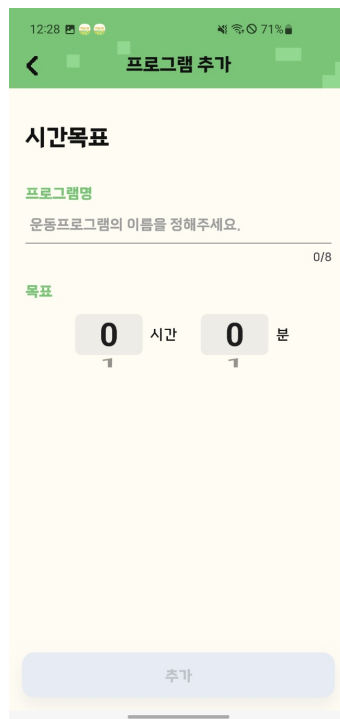 12:28 71%
프로그램 추가
시간목표
프로그램명
운동프로그램의 이름을 정해주세요.
0/8
목표
0 시간 0 분
1 1
추가